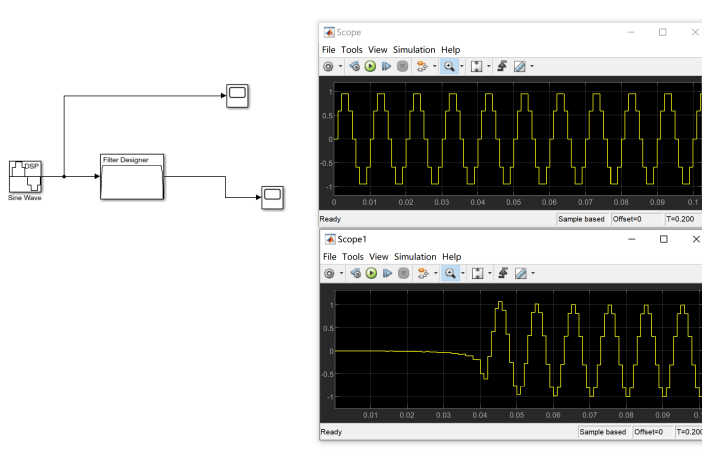 DSP
Sine Wave
Filter Designer
Scope
File Tools View Simulation Help
1
0.5
0
-0.5
-1
0 0.01 0.02 0.03 0.04 0.05 0.06 0.07 0.08 0.09 0.1
Ready Sample based Offset=0 T=0.200
Scope1
File Tools View Simulation Help
1
0.5
0
-0.5
-1
0.01 0.02 0.03 0.04 0.05 0.06 0.07 0.08 0.09 0.
Ready Sample based Offset=0 T=0.200